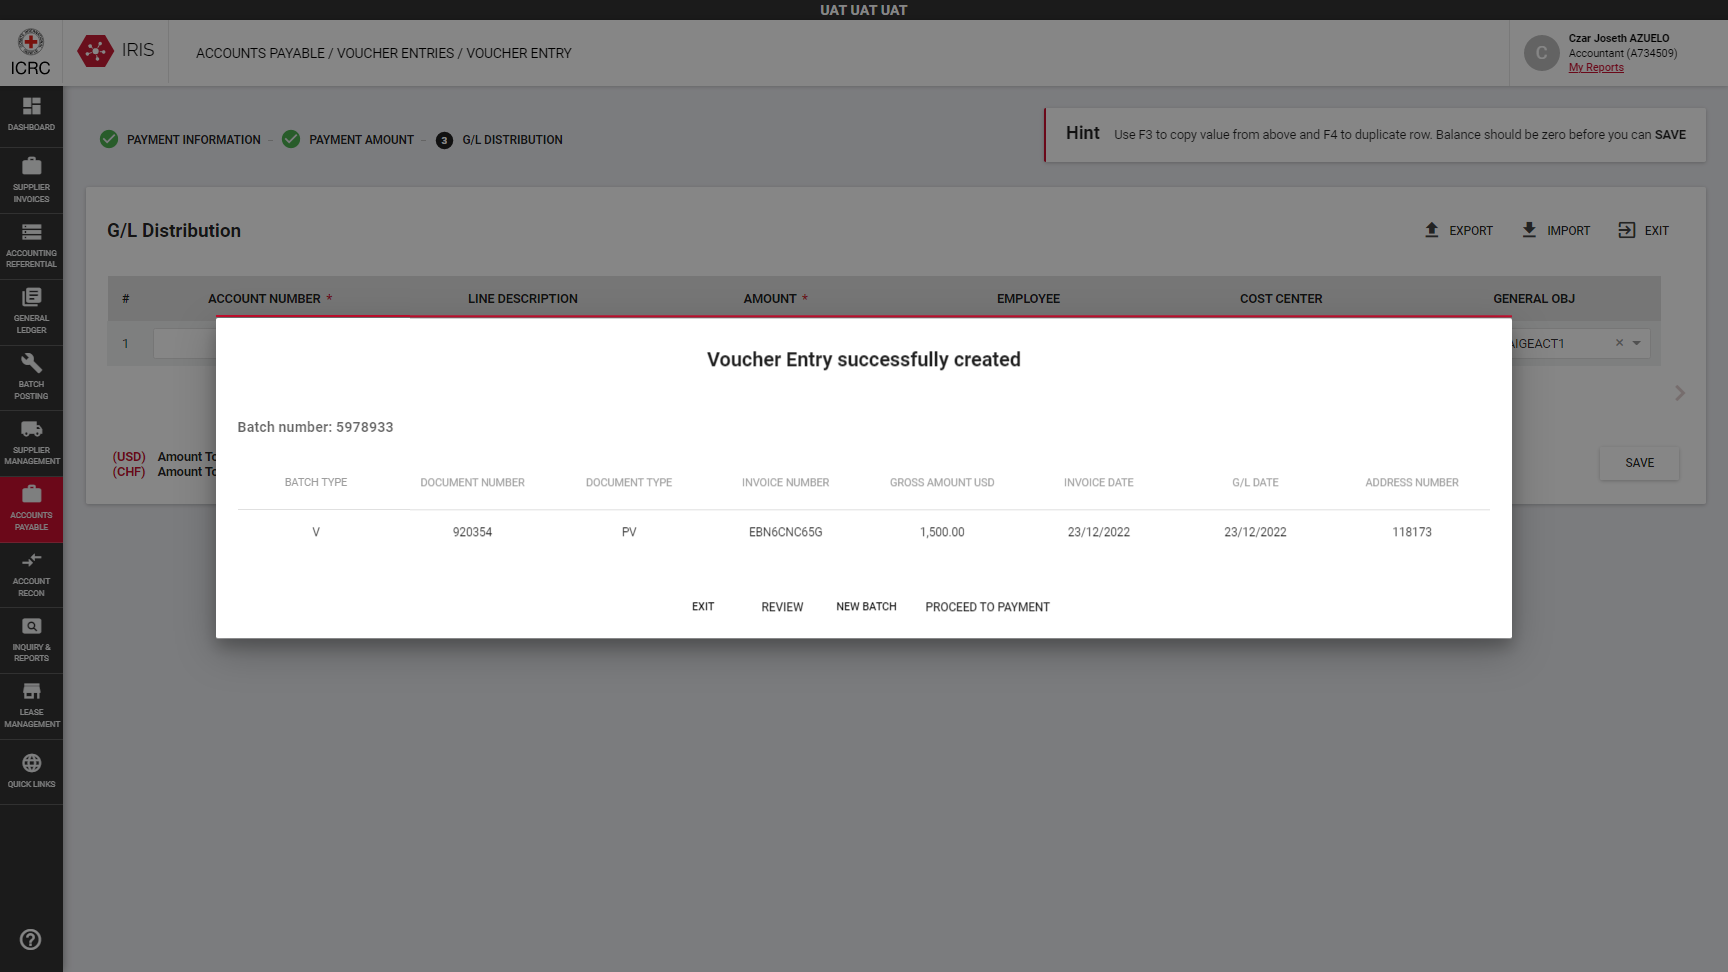 UAT UAT UAT
ICRC
IRIS
ACCOUNTS PAYABLE / VOUCHER ENTRIES / VOUCHER ENTRY
C
Czar Joseth AZUELO
Accountant (A734509)
My Reports
DASHBOARD
SUPPLIER
INVOICES
ACCOUNTING
REFERENTIAL
GENERAL
LEDGER
BATCH
POSTING
SUPPLIER
MANAGEMENT
ACCOUNTS
PAYABLE
ACCOUNT
RECON
INQUIRY &
REPORTS
LEASE
MANAGEMENT
QUICK LINKS
PAYMENT INFORMATION
PAYMENT AMOUNT
3 G/L DISTRIBUTION
Hint Use F3 to copy value from above and F4 to duplicate row. Balance should be zero before you can SAVE
G/L Distribution
EXPORT IMPORT EXIT
# ACCOUNT NUMBER * LINE DESCRIPTION AMOUNT * EMPLOYEE COST CENTER GENERAL OBJ
1 AIGEACT1 ×
(USD) Amount To
(CHF) Amount To
SAVE
Voucher Entry successfully created
Batch number: 5978933
BATCH TYPE DOCUMENT NUMBER DOCUMENT TYPE INVOICE NUMBER GROSS AMOUNT USD INVOICE DATE G/L DATE ADDRESS NUMBER
V 920354 PV EBN6CNC65G 1,500.00 23/12/2022 23/12/2022 118173
EXIT REVIEW NEW BATCH PROCEED TO PAYMENT